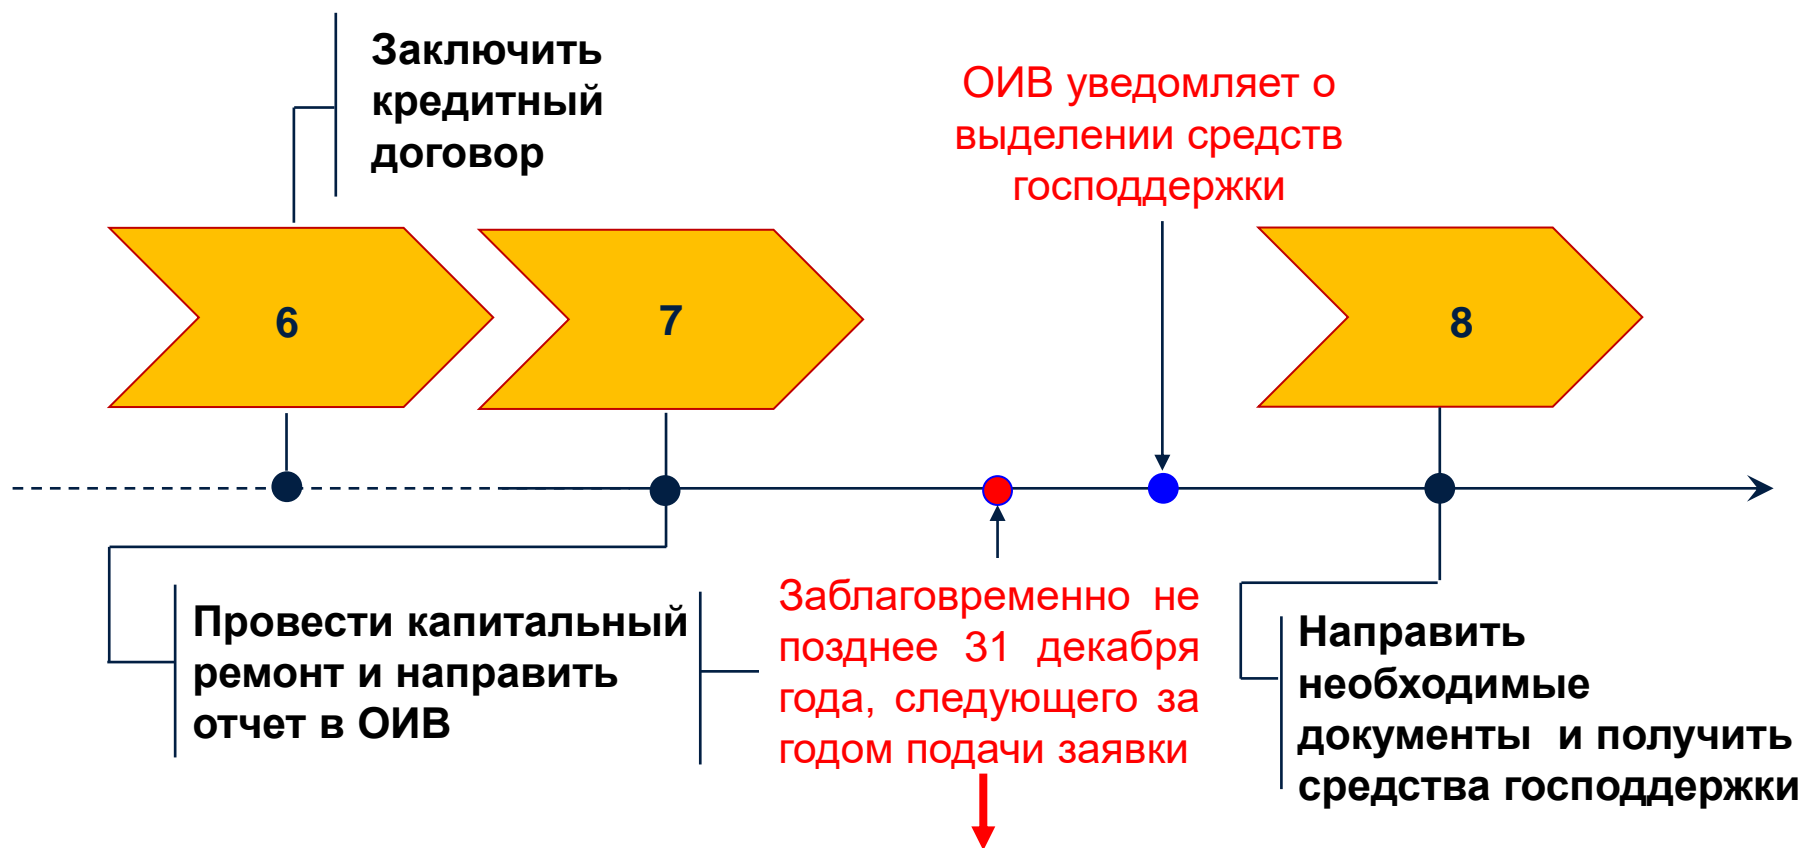 Заключить
кредитный
договор
ОИВ уведомляет о
выделении средств
господдержки
6
7
8
Провести капитальный
ремонт и направить
отчет в ОИВ
Заблаговременно не
позднее 31 декабря
года, следующего за
годом подачи заявки
Направить
необходимые
документы и получить
средства господдержки